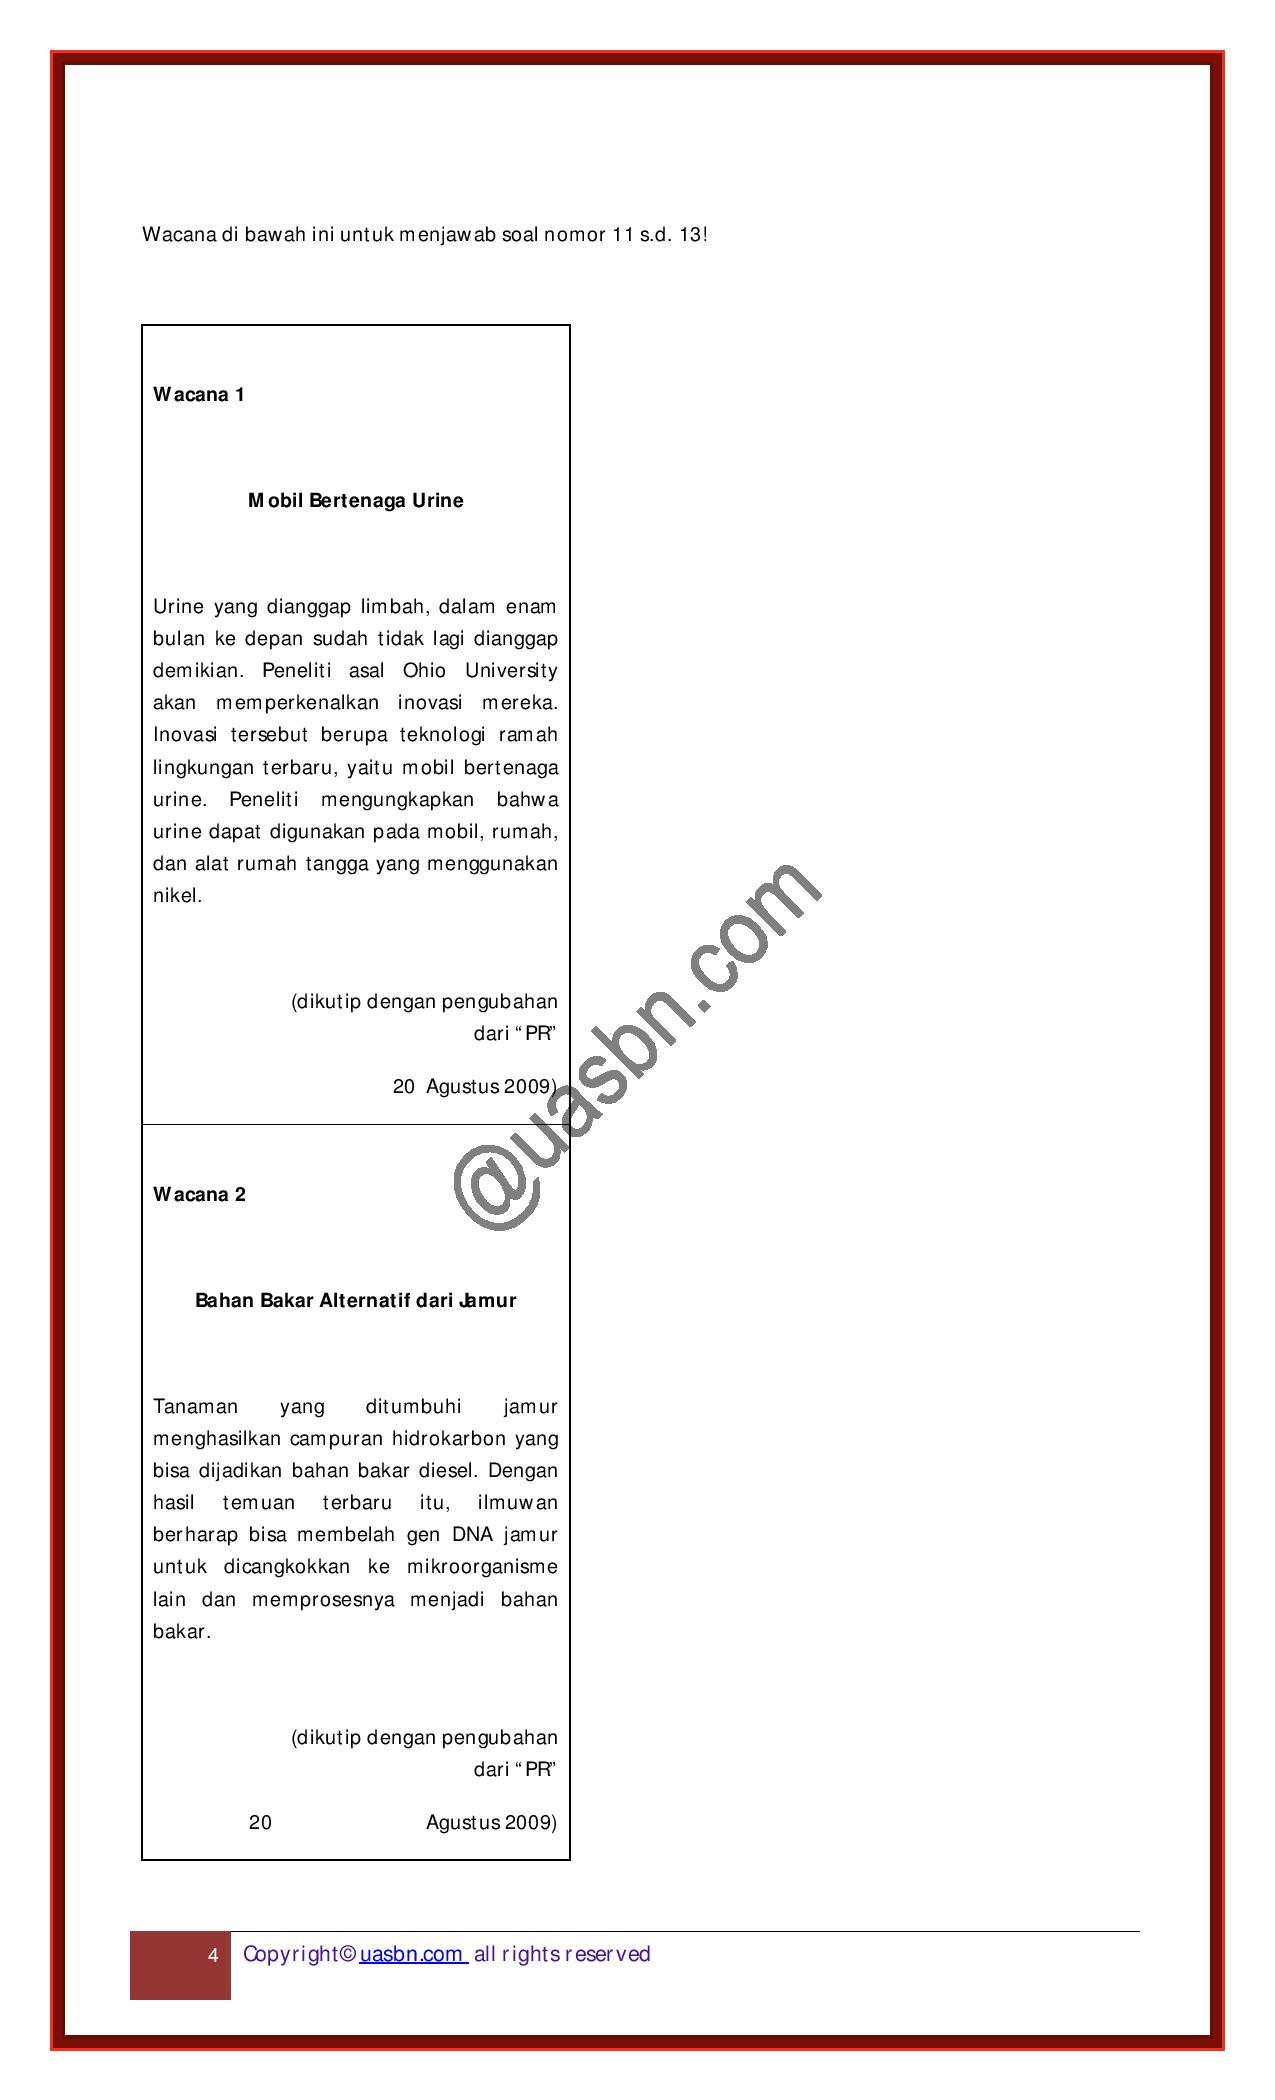 Wacana di bawah ini untuk menjawab soal nomor 11 s.d. 13!
Wacana 1
Mobil Bertenaga Urine
Urine yang dianggap limbah, dalam enam
bulan ke depan sudah tidak lagi dianggap
demikian. Peneliti asal Ohio University
akan memperkenalkan inovasi mereka.
Inovasi tersebut berupa teknologi ramah
lingkungan terbaru, yaitu mobil bertenaga
urine. Peneliti mengungkapkan bahwa
urine dapat digunakan pada mobil, rumah,
dan alat rumah tangga yang menggunakan
nikel.
(dikutip dengan pengubahan
dari “PR”
20 Agustus 2009)
Wacana 2
Bahan Bakar Alternatif dari Jamur
Tanaman yang ditumbuhi jamur
menghasilkan campuran hidrokarbon yang
bisa dijadikan bahan bakar diesel. Dengan
hasil temuan terbaru itu, ilmuwan
berharap bisa membelah gen DNA jamur
untuk dicangkokkan ke mikroorganisme
lain dan memprosesnya menjadi bahan
bakar.
(dikutip dengan pengubahan
dari “PR”
20 Agustus 2009)
@uasbn.com
4 Copyright© uasbn.com all rights reserved